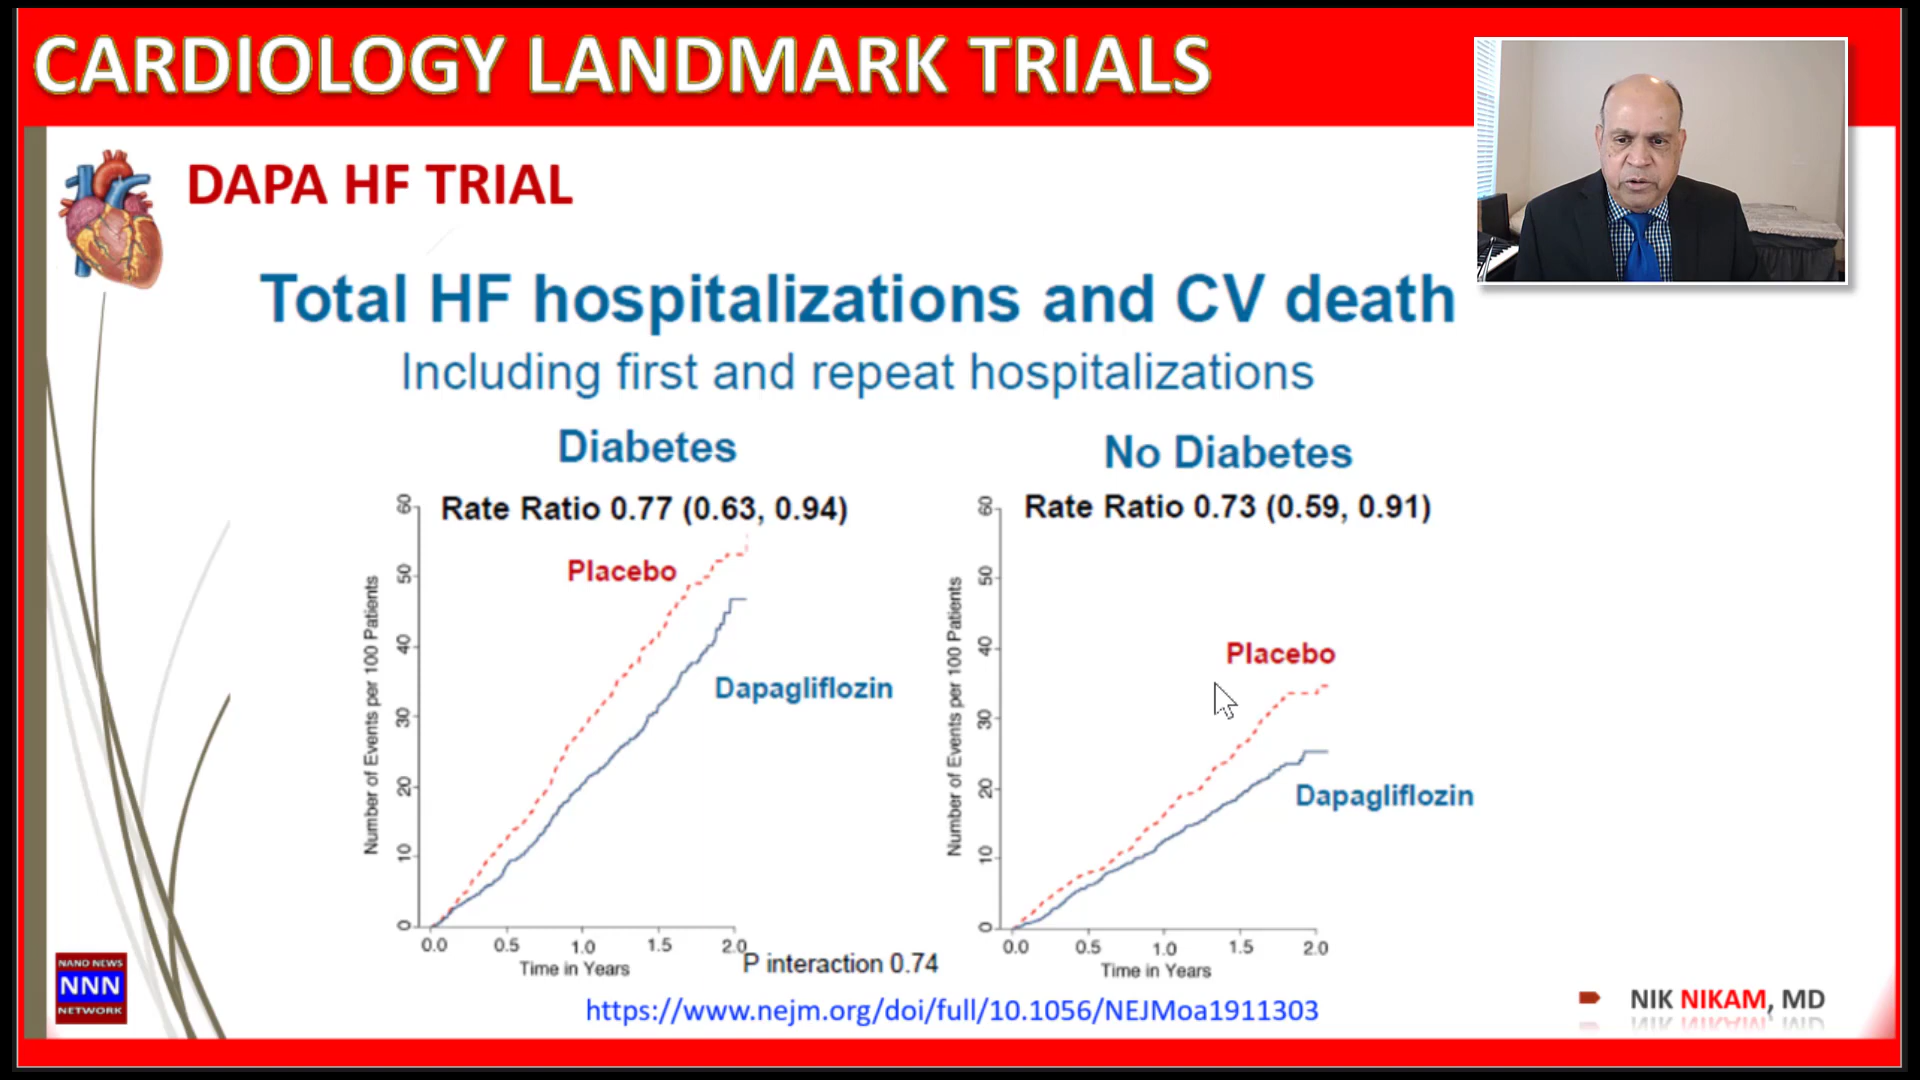 CARDIOLOGY LANDMARK TRIALS
DAPA HF TRIAL
Total HF hospitalizations and CV death
Including first and repeat hospitalizations
Diabetes
Rate Ratio 0.77 (0.63, 0.94)
Placebo
Dapagliflozin
Number of Events per 100 Patients
60
50
40
30
20
10
0
0.0 0.5 1.0 1.5 2.0
Time in Years
P interaction 0.74
No Diabetes
Rate Ratio 0.73 (0.59, 0.91)
Placebo
Dapagliflozin
Number of Events per 100 Patients
60
50
40
30
20
10
0
0.0 0.5 1.0 1.5 2.0
Time in Years
https://www.nejm.org/doi/full/10.1056/NEJMoa1911303
NANO NEWS
NNN
NETWORK
NIK NIKAM, MD